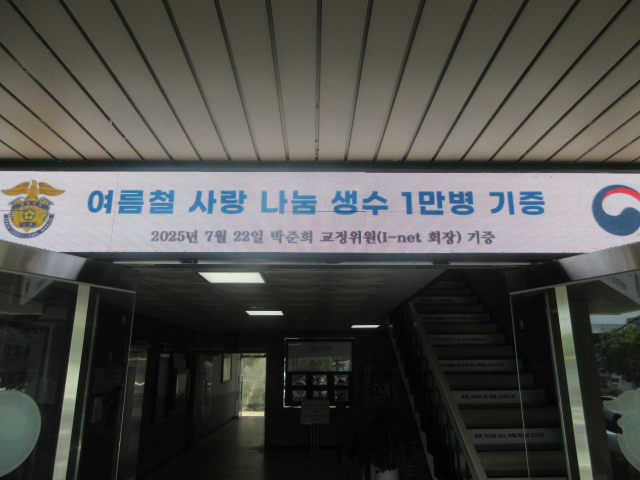 여름철 사랑 나눔 생수 1만병 기증
2025년 7월 22일 박준희 교정위원(I-net 회장) 기증